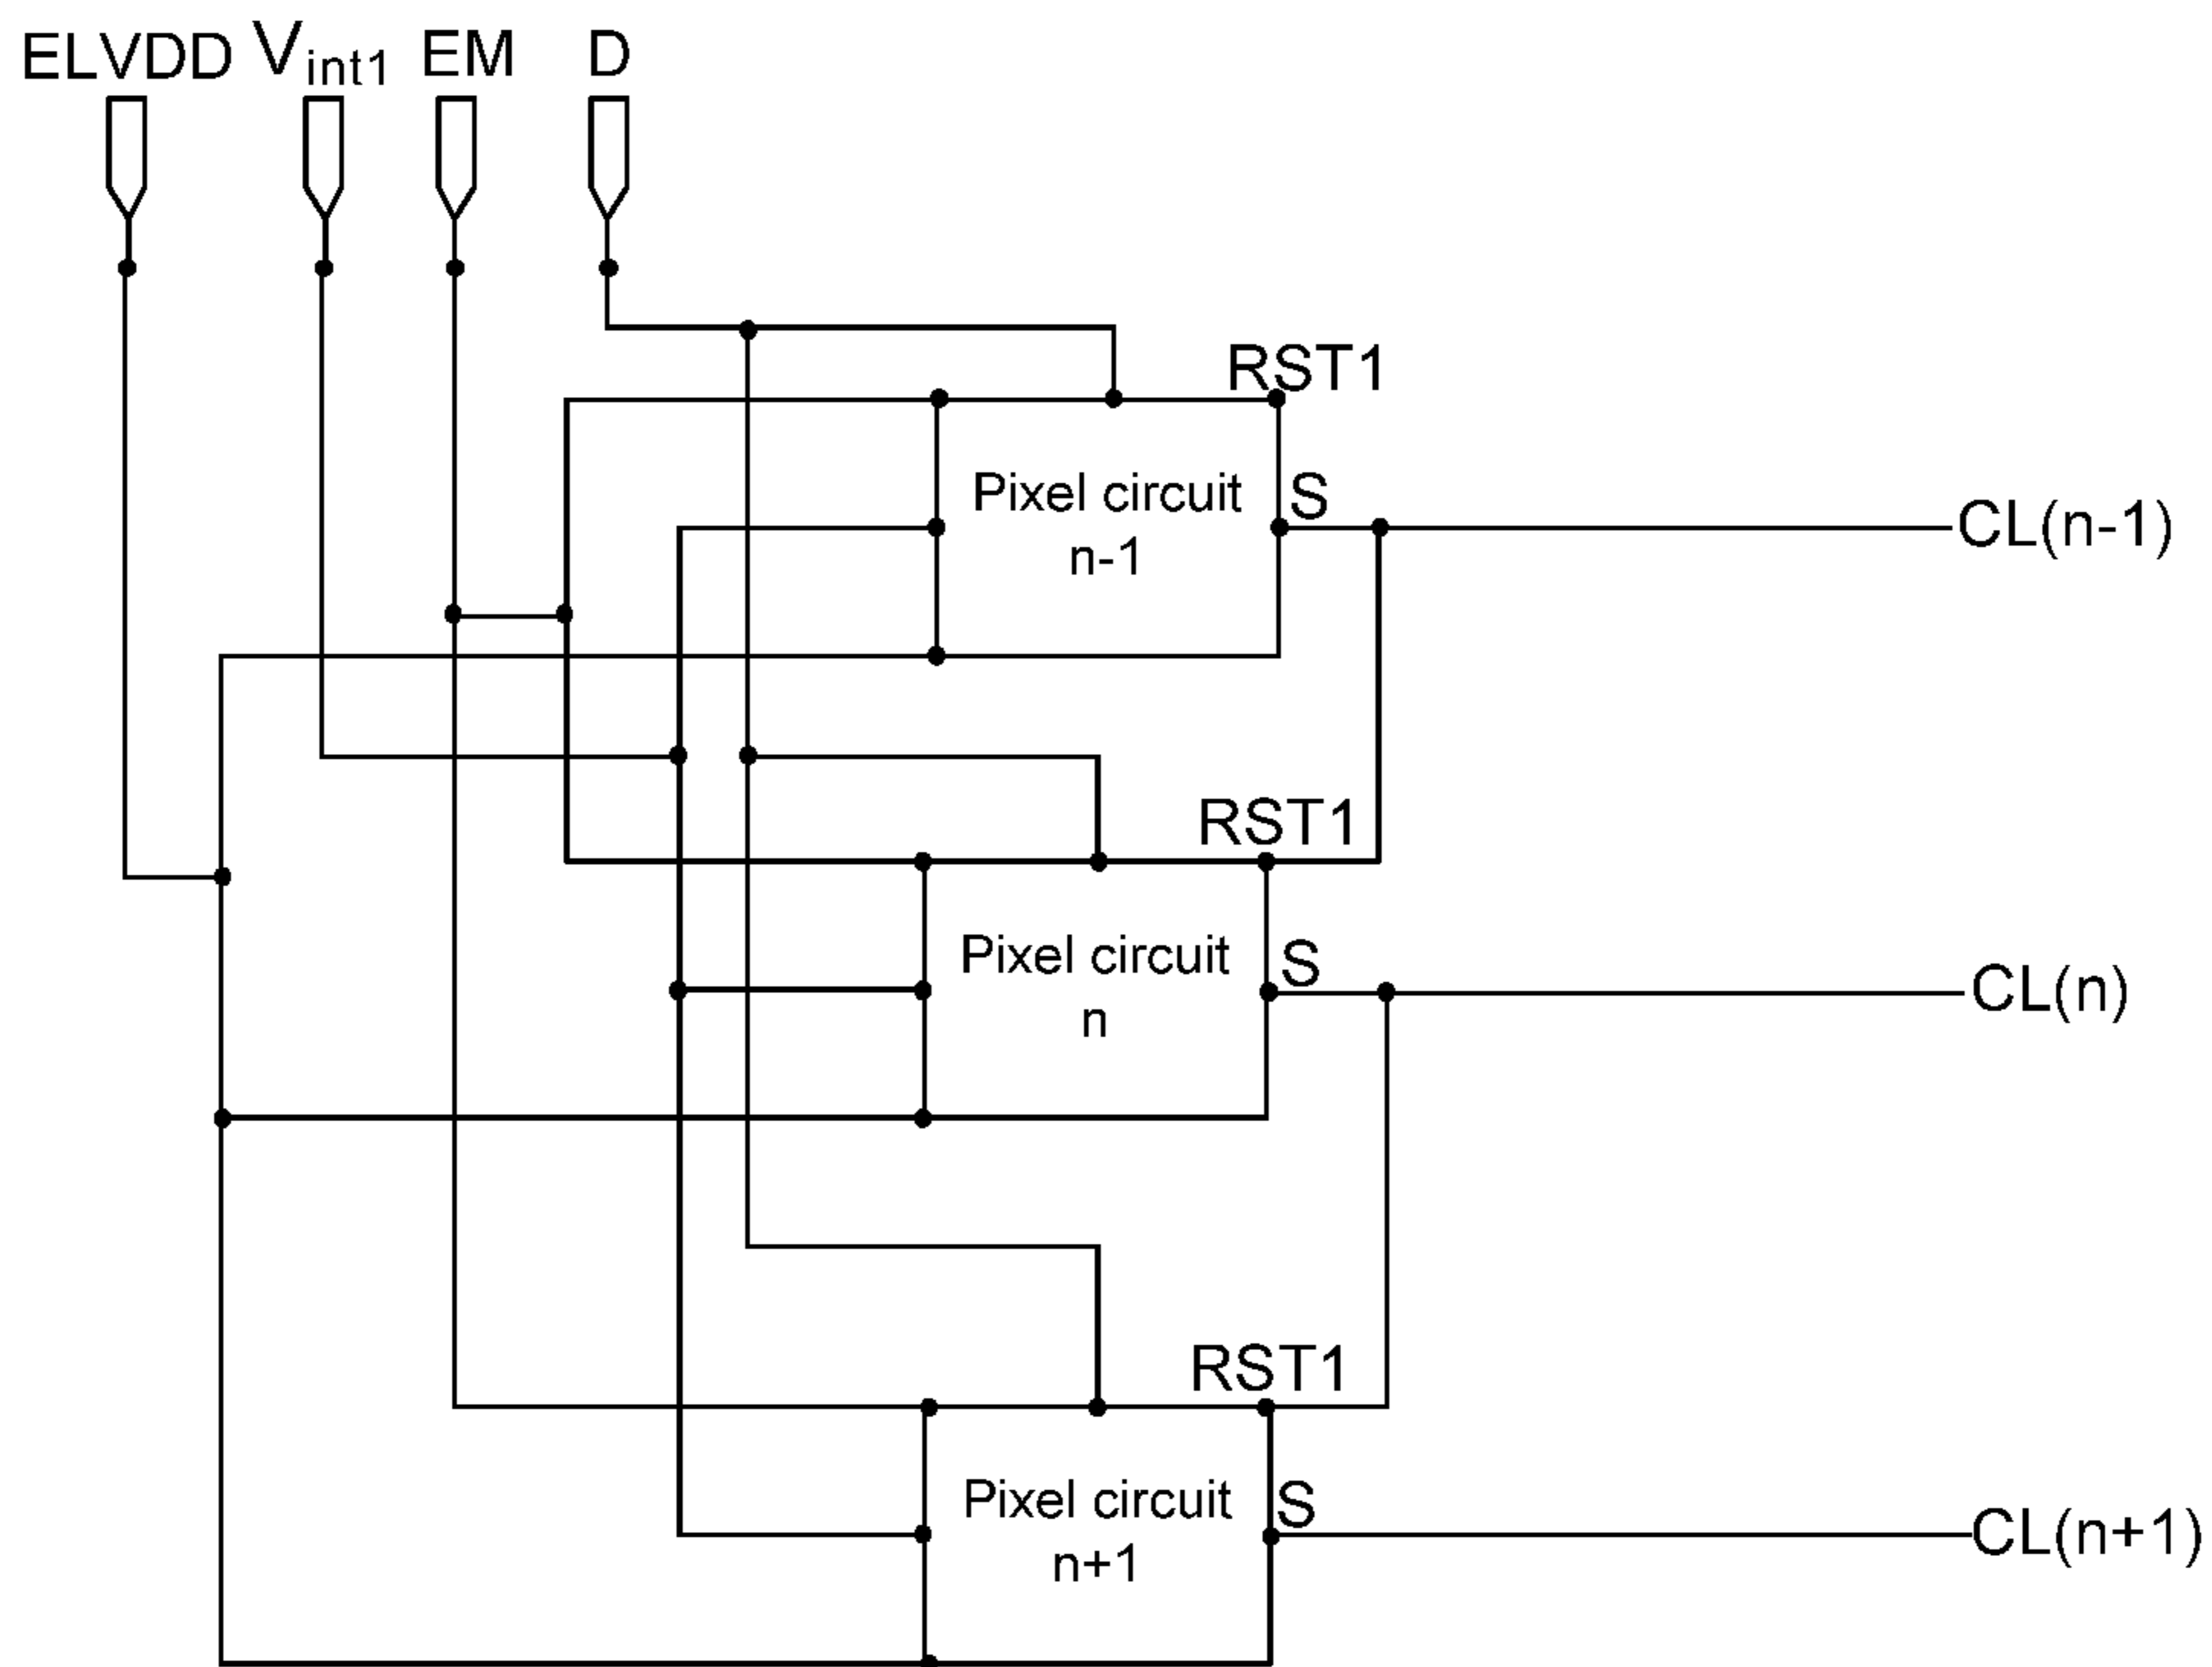 ELVDD Vint1 EM D
RST1
Pixel circuit
n-1
S
CL(n-1)
RST1
Pixel circuit
n
S
CL(n)
RST1
Pixel circuit
n+1
S
CL(n+1)